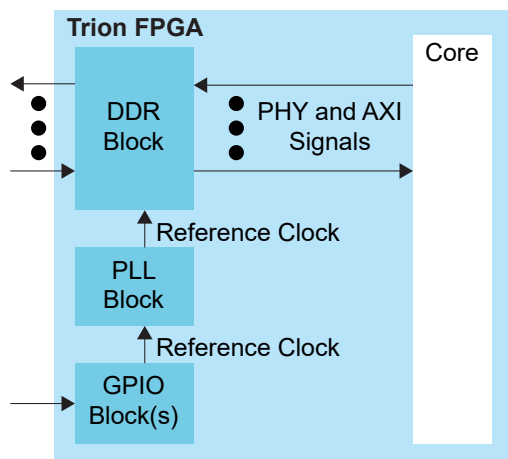 Trion FPGA
Core
DDR
Block
PHY and AXI
Signals
Reference Clock
PLL
Block
Reference Clock
GPIO
Block(s)